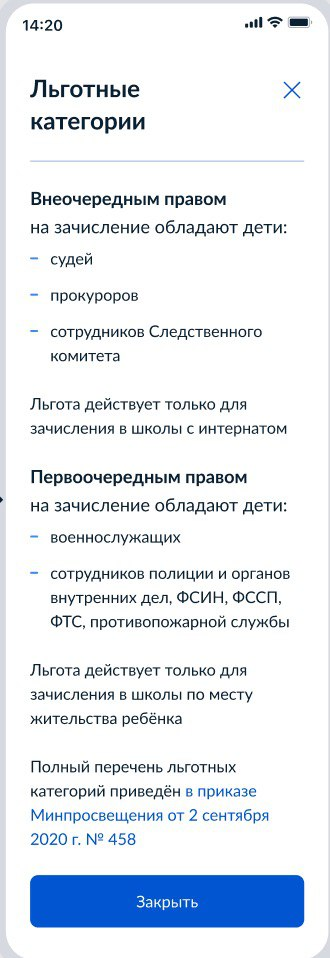 14:20
Льготные
категории
Внеочередным правом
на зачисление обладают дети:
– судей
– прокуроров
– сотрудников Следственного
комитета
Льгота действует только для
зачисления в школы с интернатом
Первоочередным правом
на зачисление обладают дети:
– военнослужащих
– сотрудников полиции и органов
внутренних дел, ФСИН, ФССП,
ФТС, противопожарной службы
Льгота действует только для
зачисления в школы по месту
жительства ребёнка
Полный перечень льготных
категорий приведён в приказе
Минпросвещения от 2 сентября
2020 г. № 458
Закрыть